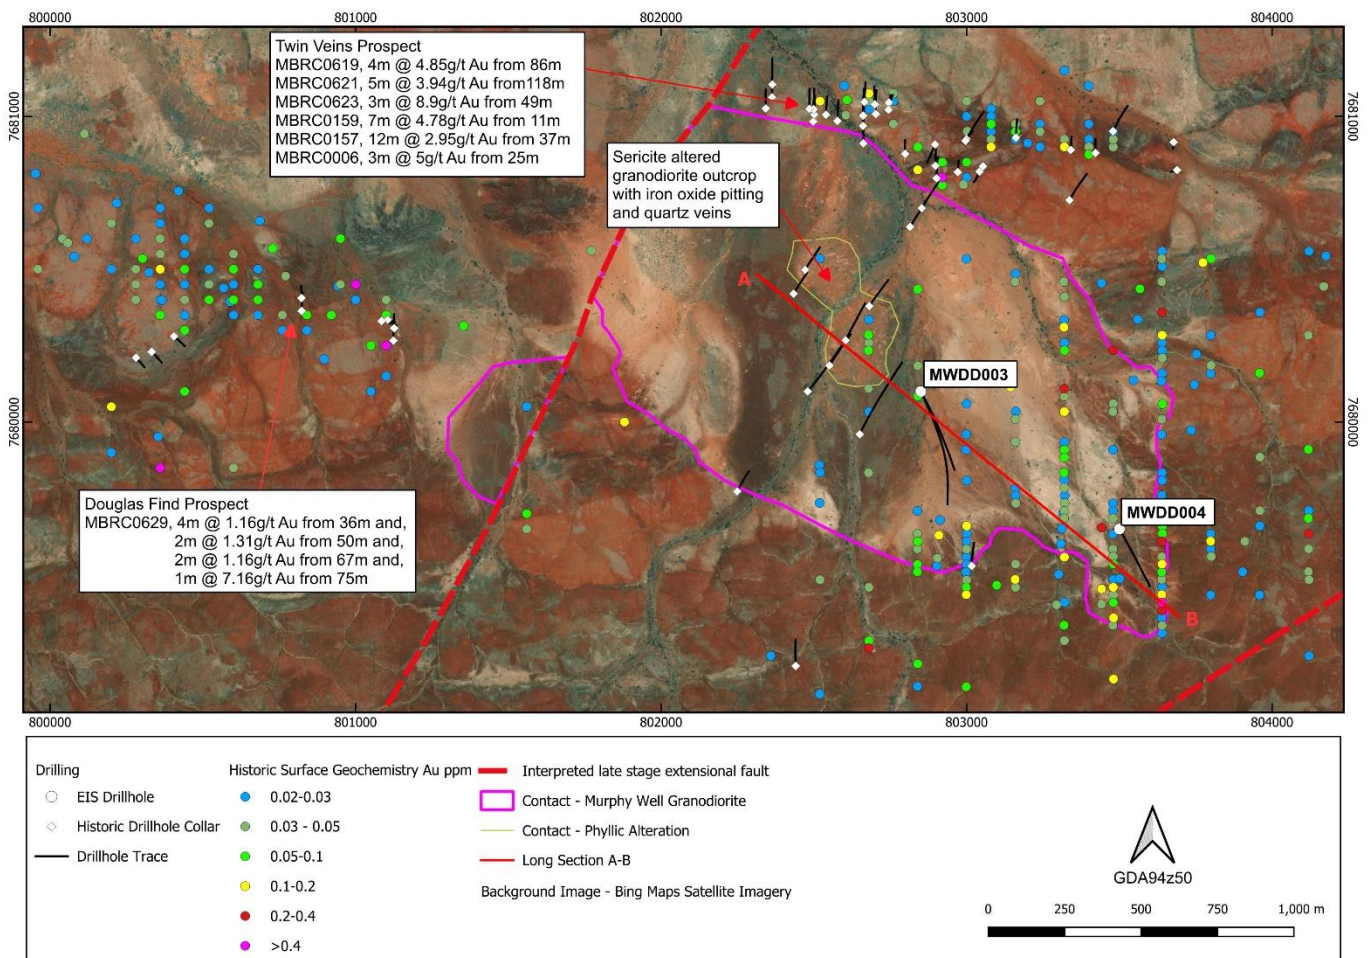 800000
801000
802000
803000
804000
Twin Veins Prospect
MBRC0619, 4m @ 4.85g/t Au from 86m
MBRC0621, 5m @ 3.94g/t Au from118m
MBRC0623, 3m @ 8.9g/t Au from 49m
MBRC0159, 7m @ 4.78g/t Au from 11m
MBRC0157, 12m @ 2.95g/t Au from 37m
MBRC0006, 3m @ 5g/t Au from 25m
7681000
7681000
Sericite altered
granodiorite outcrop
with iron oxide pitting
and quartz veins
A
MWDD003
7680000
7680000
Douglas Find Prospect
MBRC0629, 4m @ 1.16g/t Au from 36m and,
2m @ 1.31g/t Au from 50m and,
2m @ 1.16g/t Au from 67m and,
1m @ 7.16g/t Au from 75m
MWDD004
B
800000
801000
802000
803000
804000
Drilling
EIS Drillhole
Historic Drillhole Collar
Drillhole Trace
Historic Surface Geochemistry Au ppm
0.02-0.03
0.03 - 0.05
0.05-0.1
0.1-0.2
0.2-0.4
>0.4
Interpreted late stage extensional fault
Contact - Murphy Well Granodiorite
Contact - Phyllic Alteration
Long Section A-B
Background Image - Bing Maps Satellite Imagery
GDA94z50
0 250 500 750 1,000 m